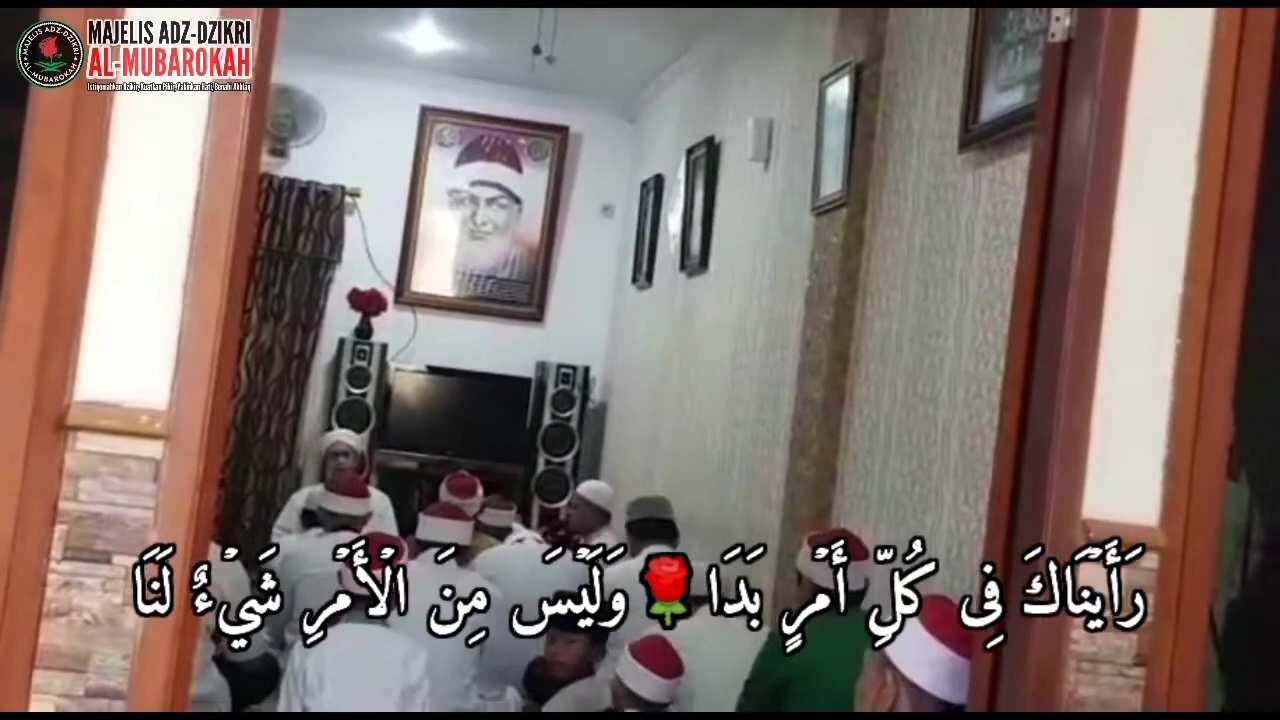 MAJELIS ADZ-DZIKRI
AL-MUBAROKAH
رَأَيْنَاكَ فِى كُلِّ أَمْرٍ بَدَا🌹وَلَيْسَ مِنَ الْأَمْرِ شَيْءٌ لَنَا